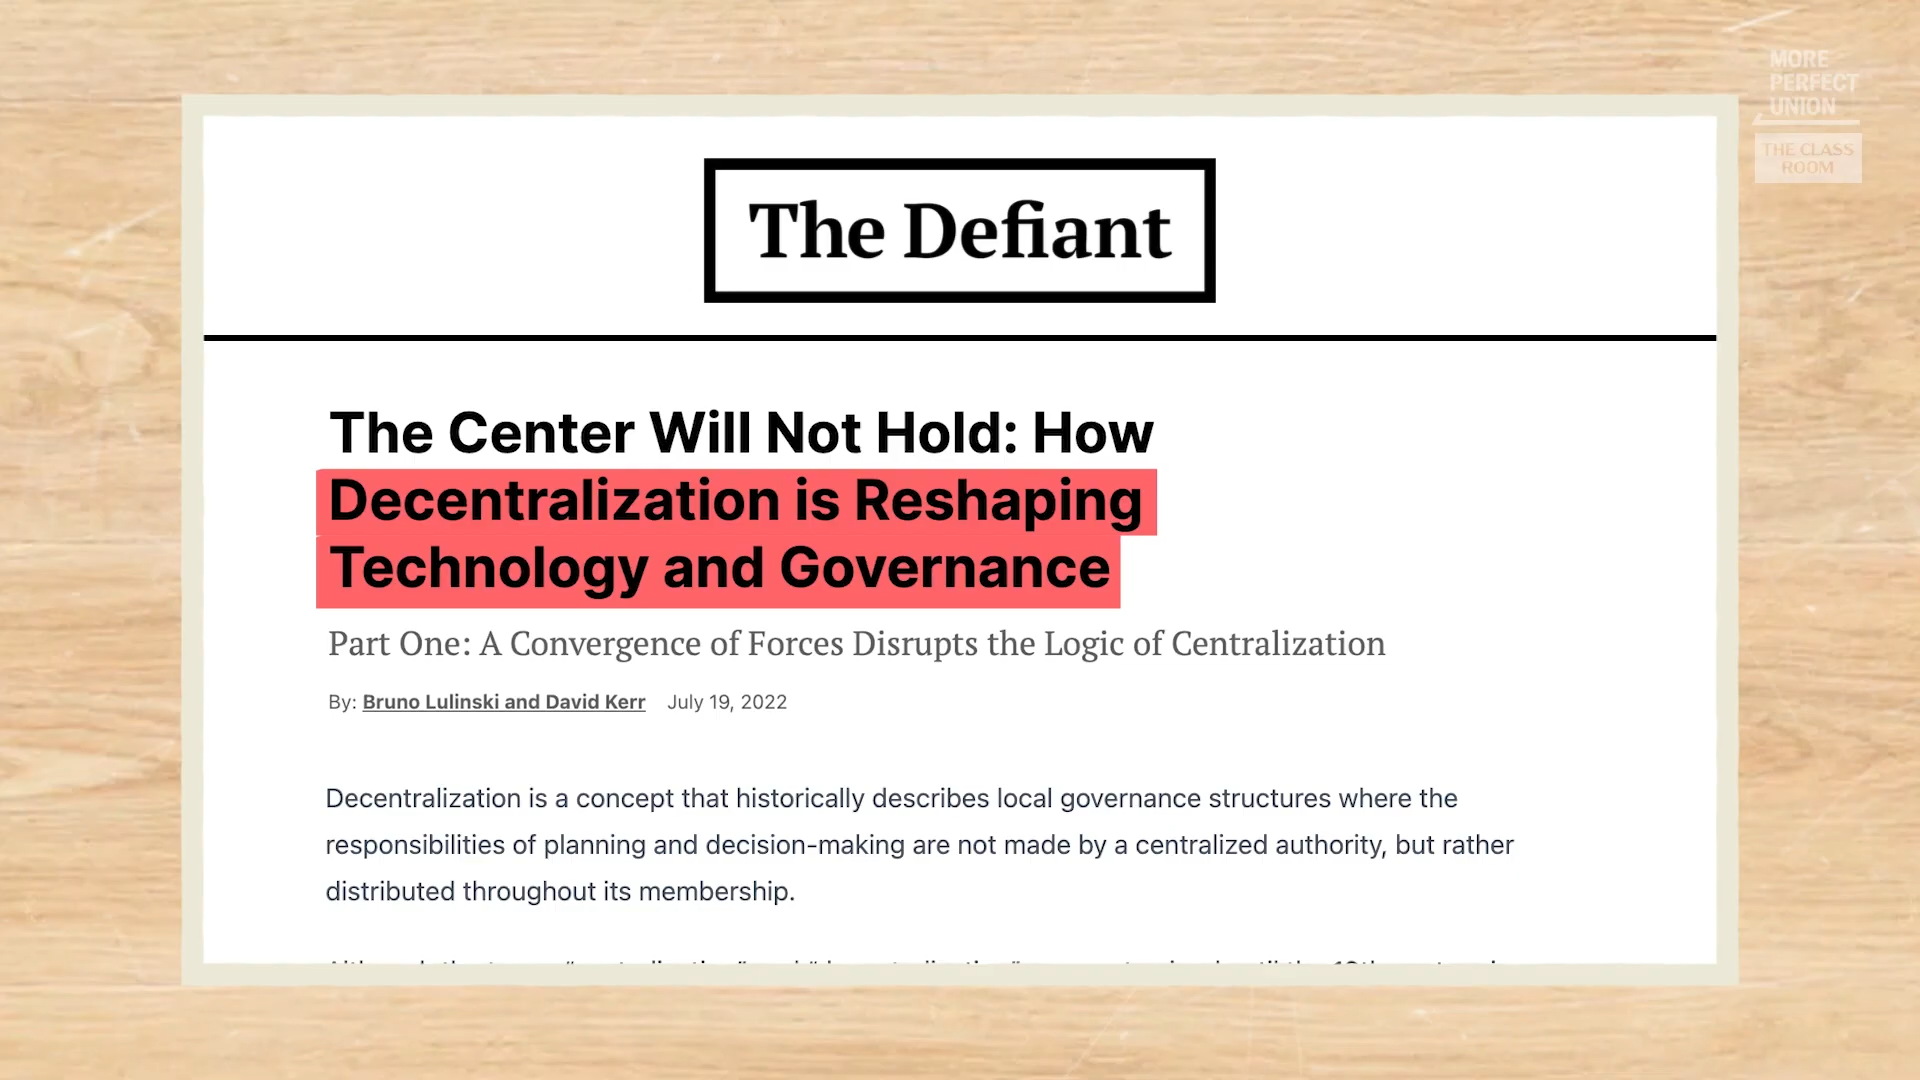 MORE
PERFECT
UNION
THE CLASS
ROOM
The Defiant
The Center Will Not Hold: How
Decentralization is Reshaping
Technology and Governance
Part One: A Convergence of Forces Disrupts the Logic of Centralization
By: Bruno Lulinski and David Kerr July 19, 2022
Decentralization is a concept that historically describes local governance structures where the
responsibilities of planning and decision-making are not made by a centralized authority, but rather
distributed throughout its membership.